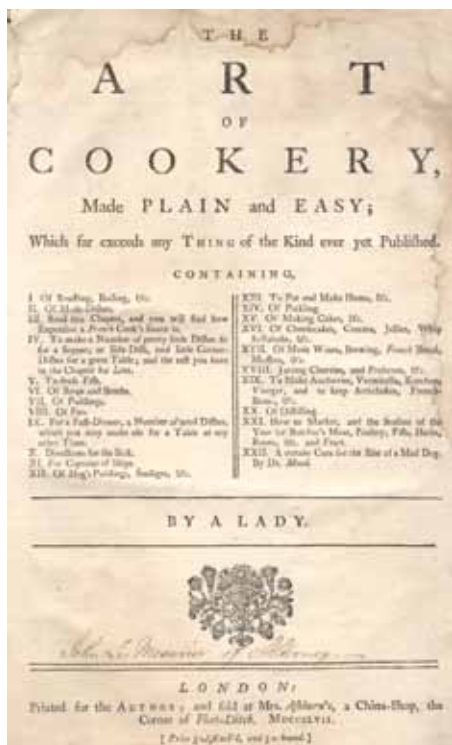 THE
ART
OF
COOKERY,
Made PLAIN and EASY;
Which far exceeds any THING of the Kind ever yet Published.
CONTAINING,
I. Of Roasting, Boiling, &c.
II. Of Made-Dishes.
III. Read this Chapter, and you will find how
Expensive a French Cook's Sauce is.
IV. To make a Number of pretty little Dishes fit
for a Supper, or Side-Dish, and little Corner-
Dishes for a great Table; and the rest you have
in the Chapter for Lent.
V. To dress Fish.
VI. Of Soops and Broths.
VII. Of Puddings.
VIII. Of Pies.
IX. For a Fast-Dinner, a Number of good Dishes,
which you may make use for a Table at any
other Time.
X. Directions for the Sick.
XI. For Captains of Ships.
XII. Of Hog's Puddings, Sausages, &c.
XIII. To Pot and Make Hams, &c.
XIV. Of Pickling.
XV. Of Making Cakes, &c.
XVI. Of Cheesecakes, Creams, Jellies, Whip
Syllabubs, &c.
XVII. Of Made Wines, Brewing, French Bread,
Muffins, &c.
XVIII. Jarring Cherries, and Preserves, &c.
XIX. To Make Anchovies, Vermicella, Ketchup,
Vinegar, and to keep Artichokes, French-
Beans, &c.
XX. Of Distilling.
XXI. How to Market, and the Seasons of the
Year for Butcher's Meat, Poultry, Fish, Herbs,
Roots, &c. and Fruit.
XXII. A certain Cure for the Bite of a Mad Dog.
By Dr. Mead.
BY A LADY.
John Le Mesurier of Alderney
LONDON:
Printed for the AUTHOR; and sold at Mrs. Ashburn's, a China-Shop, the
Corner of Fleet-Ditch. MDCCXLVII.